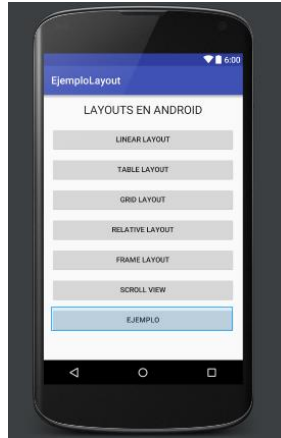 6:00
EjemploLayout
LAYOUTS EN ANDROID
LINEAR LAYOUT
TABLE LAYOUT
GRID LAYOUT
RELATIVE LAYOUT
FRAME LAYOUT
SCROLL VIEW
EJEMPLO